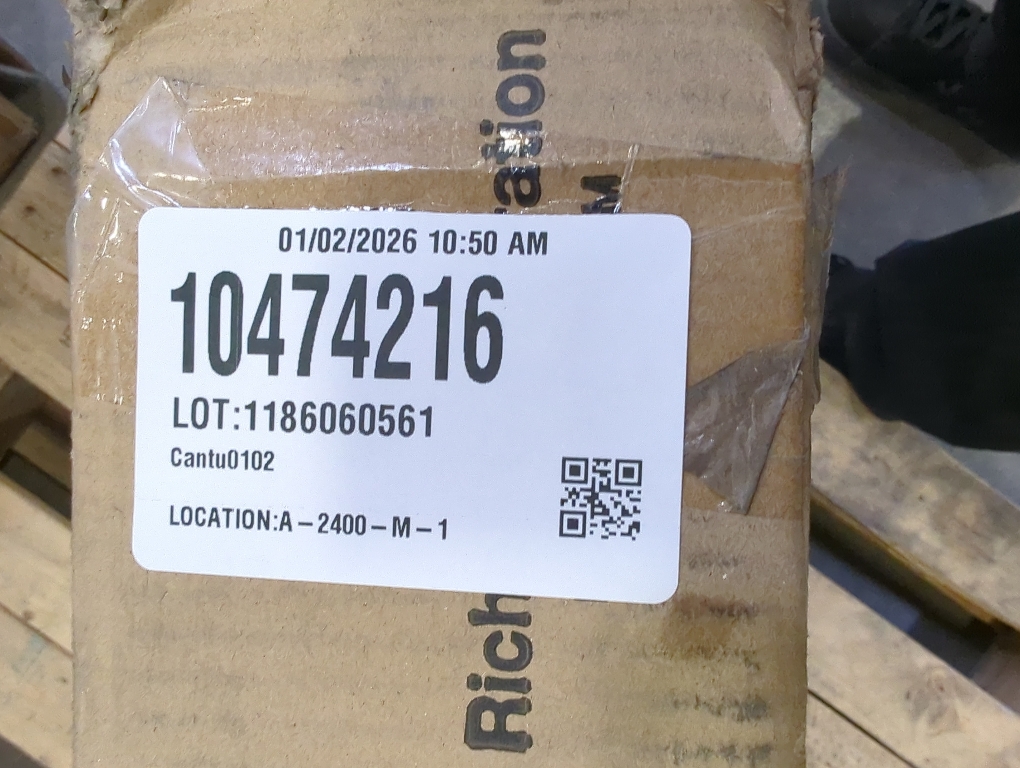 01/02/2026 10:50 AM
10474216
LOT:1186060561
Cantu0102
LOCATION:A – 2400 – M – 1